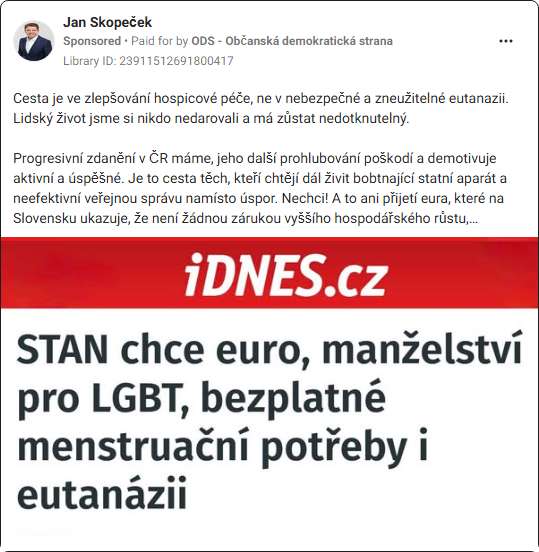 Jan Skopeček
Sponsored • Paid for by ODS - Občanská demokratická strana
Library ID: 23911512691800417
Cesta je ve zlepšování hospicové péče, ne v nebezpečné a zneužitelné eutanazii.
Lidský život jsme si nikdo nedarovali a má zůstat nedotknutelný.
Progresivní zdanění v ČR máme, jeho další prohlubování poškodí a demotivuje
aktivní a úspěšné. Je to cesta těch, kteří chtějí dál živit bobtnající statní aparát a
neefektivní veřejnou správu namísto úspor. Nechci! A to ani přijetí eura, které na
Slovensku ukazuje, že není žádnou zárukou vyššího hospodářského růstu,...
iDNES.cz
STAN chce euro, manželství
pro LGBT, bezplatné
menstruační potřeby i
eutanázii